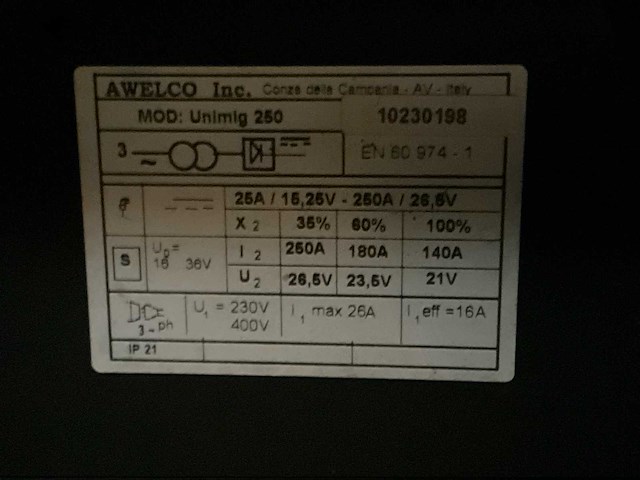 AWELCO Inc. Conza della Campania - AV - Italy
MOD: Unimig 250 10230198
3 ~ EN 60 974 - 1
25A / 15,25V - 250A / 26,5V
X 2 35% 60% 100%
S U0 = 16 36V
I 2 250A 180A 140A
U 2 26,5V 23,5V 21V
3~ph U1 = 230V 400V I1 max 26A I1 eff =16A
IP 21